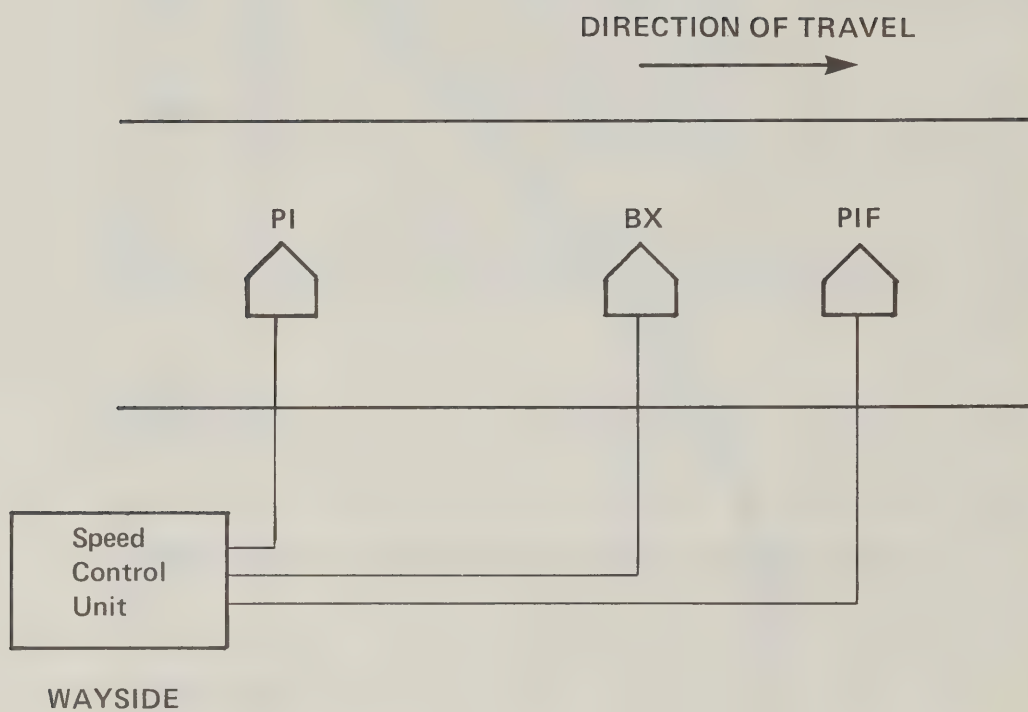 DIRECTION OF TRAVEL
PI
BX
PIF
Speed
Control
Unit
WAYSIDE